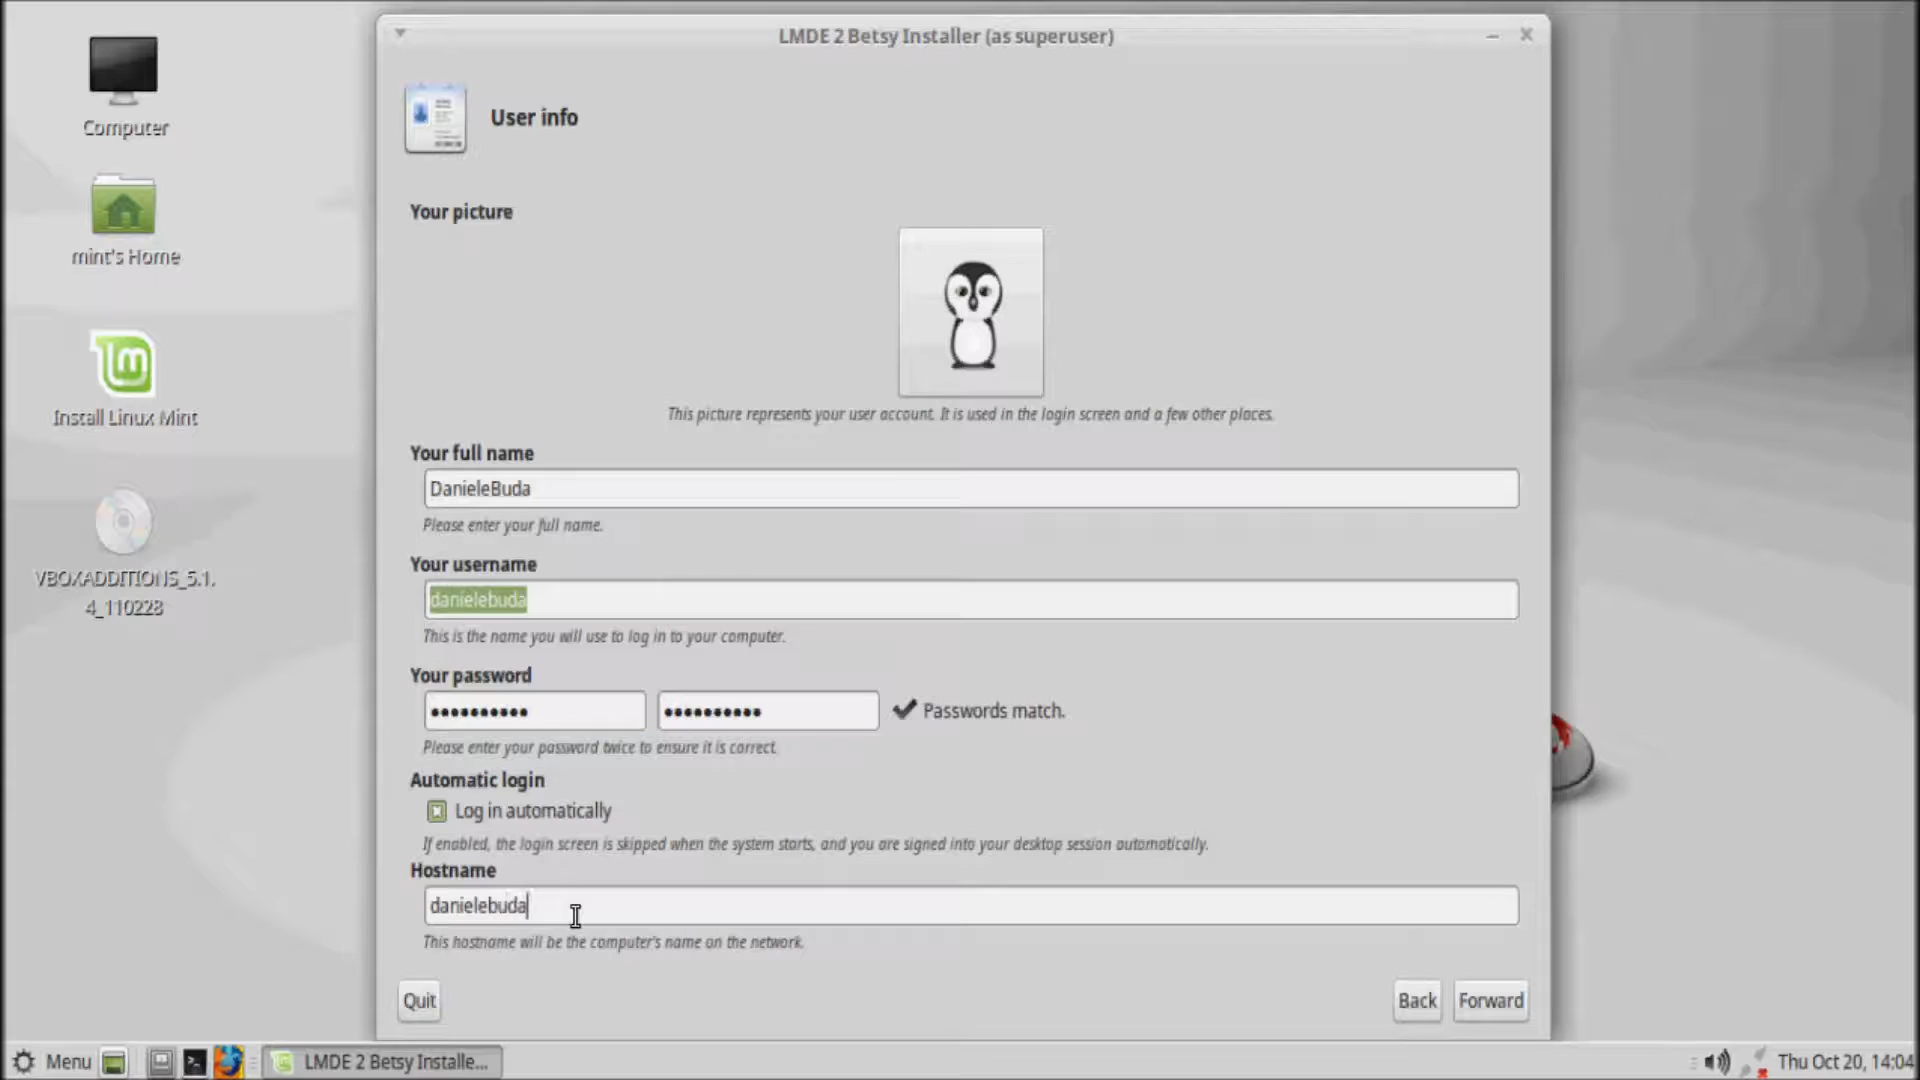 LMDE 2 Betsy Installer (as superuser)
Computer
mint's Home
Install Linux Mint
VBOXADDITIONS_5.1.
4_110228
User info
Your picture
This picture represents your user account. It is used in the login screen and a few other places.
Your full name
DanieleBuda
Please enter your full name.
Your username
danielebuda
This is the name you will use to log in to your computer.
Your password
•••••••••• ••••••••••  Passwords match.
Please enter your password twice to ensure it is correct.
Automatic login
Log in automatically
If enabled, the login screen is skipped when the system starts, and you are signed into your desktop session automatically.
Hostname
danielebuda
This hostname will be the computer's name on the network.
Quit Back Forward
Menu LMDE 2 Betsy Installe... Thu Oct 20, 14:04